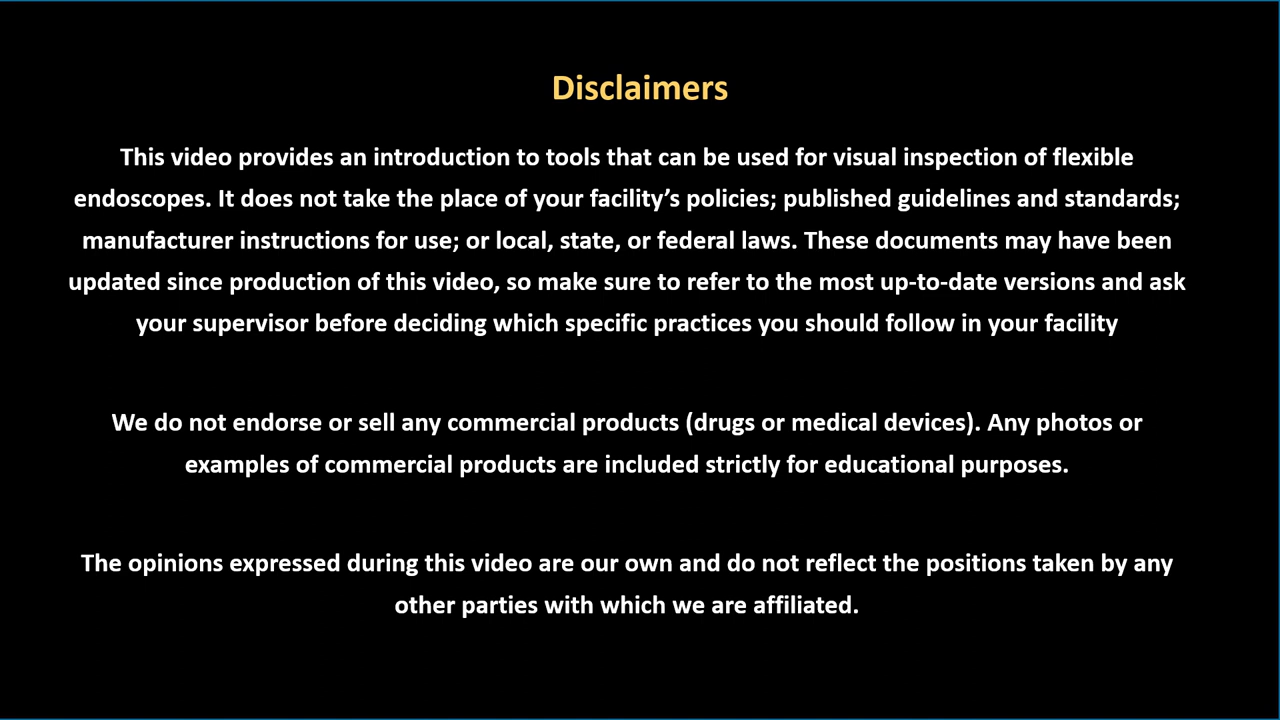 Disclaimers
This video provides an introduction to tools that can be used for visual inspection of flexible
endoscopes. It does not take the place of your facility’s policies; published guidelines and standards;
manufacturer instructions for use; or local, state, or federal laws. These documents may have been
updated since production of this video, so make sure to refer to the most up-to-date versions and ask
your supervisor before deciding which specific practices you should follow in your facility
We do not endorse or sell any commercial products (drugs or medical devices). Any photos or
examples of commercial products are included strictly for educational purposes.
The opinions expressed during this video are our own and do not reflect the positions taken by any
other parties with which we are affiliated.